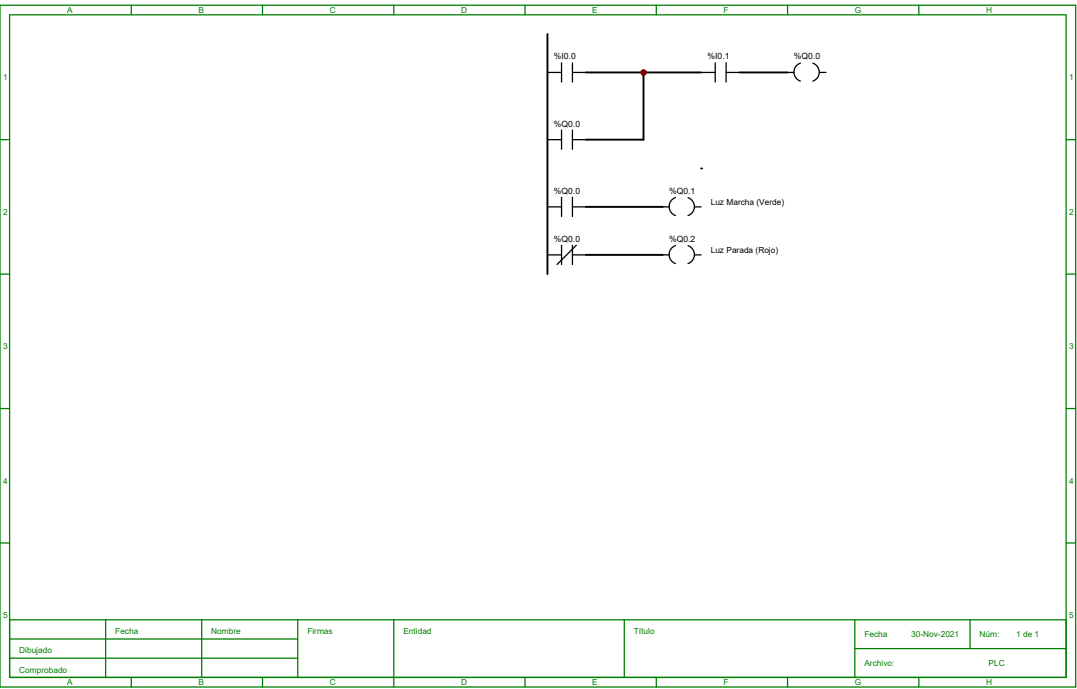 A B C D E F G H
1 1
%I0.0 %I0.1 %Q0.0
%Q0.0
2 2
%Q0.0 %Q0.1 Luz Marcha (Verde)
%Q0.0 %Q0.2 Luz Parada (Rojo)
3 3
4 4
5 5
Fecha Nombre Firmas Entidad Título Fecha 30-Nov-2021 Núm: 1 de 1
Dibujado
Archivo: PLC
Comprobado
A B C D E F G H